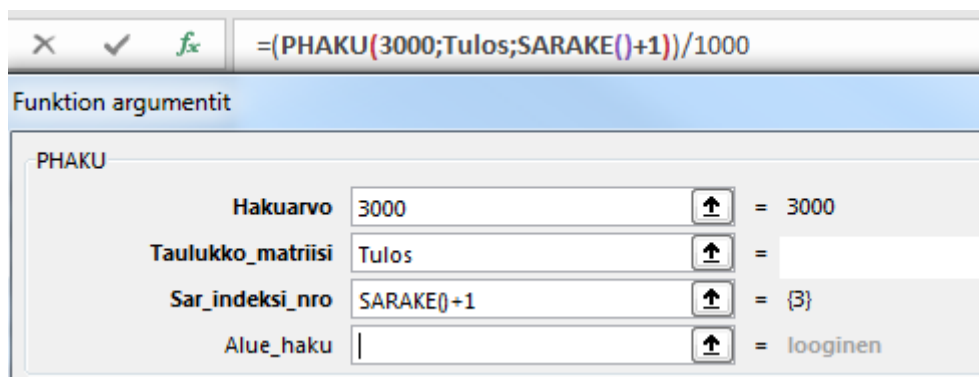 =(PHAKU(3000;Tulos;SARAKE()+1))/1000
Funktion argumentit
PHAKU
Hakuarvo 3000 = 3000
Taulukko_matriisi Tulos =
Sar_indeksi_nro SARAKE()+1 = {3}
Alue_haku = looginen